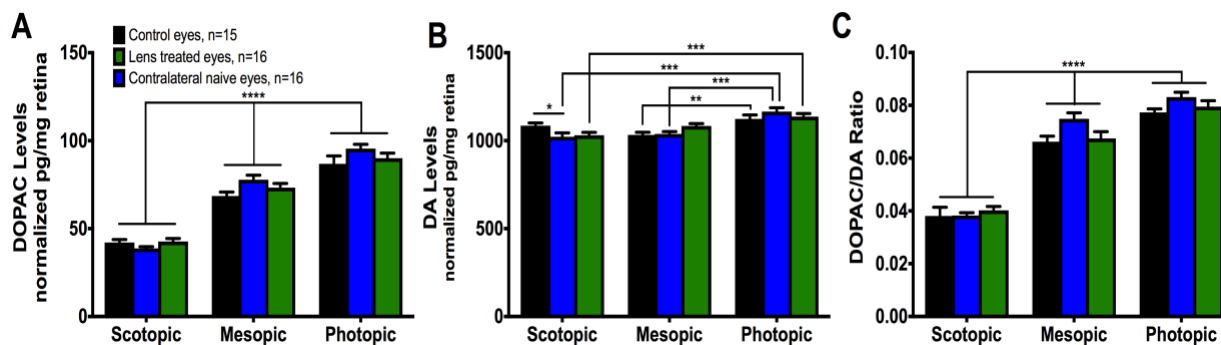 A
DOPAC Levels
normalized pg/mg retina
150
100
50
0
Control eyes, n=15
Lens treated eyes, n=16
Contralateral naive eyes, n=16
****
Scotopic
Mesopic
Photopic
B
DA Levels
normalized pg/mg retina
1500
1000
500
0
***
***
***
**
*
Scotopic
Mesopic
Photopic
C
DOPAC/DA Ratio
0.10
0.08
0.06
0.04
0.02
0.00
****
Scotopic
Mesopic
Photopic